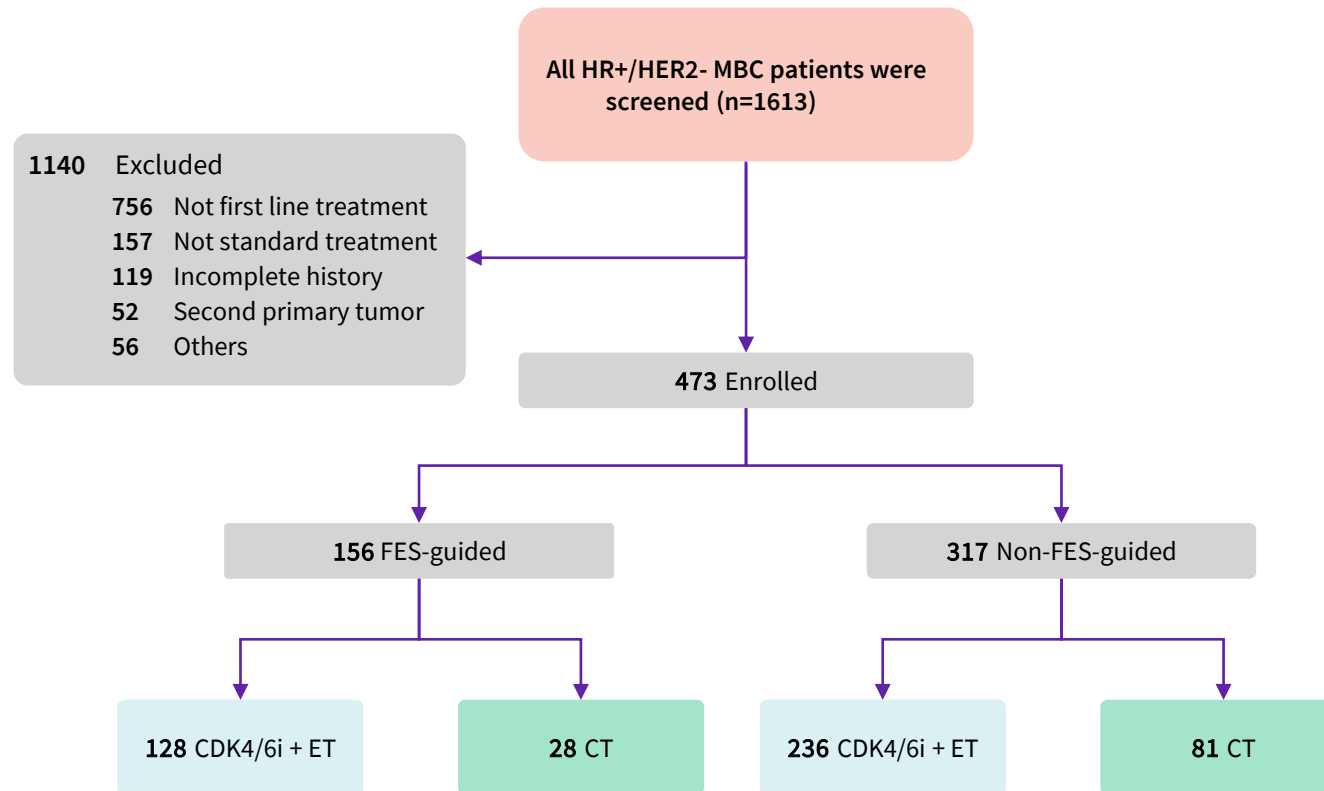 All HR+/HER2- MBC patients were
screened (n=1613)
1140 Excluded
756 Not first line treatment
157 Not standard treatment
119 Incomplete history
52 Second primary tumor
56 Others
473 Enrolled
156 FES-guided
317 Non-FES-guided
128 CDK4/6i + ET
28 CT
236 CDK4/6i + ET
81 CT